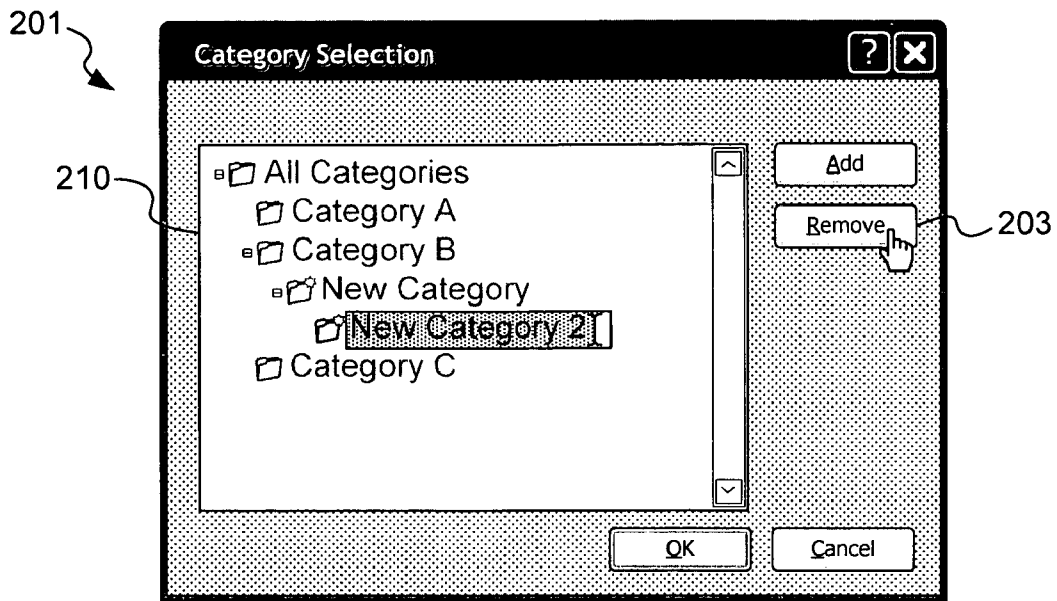 201
Category Selection
?
210
All Categories
Category A
Category B
New Category
New Category 2
Category C
Add
Remove
203
OK
Cancel